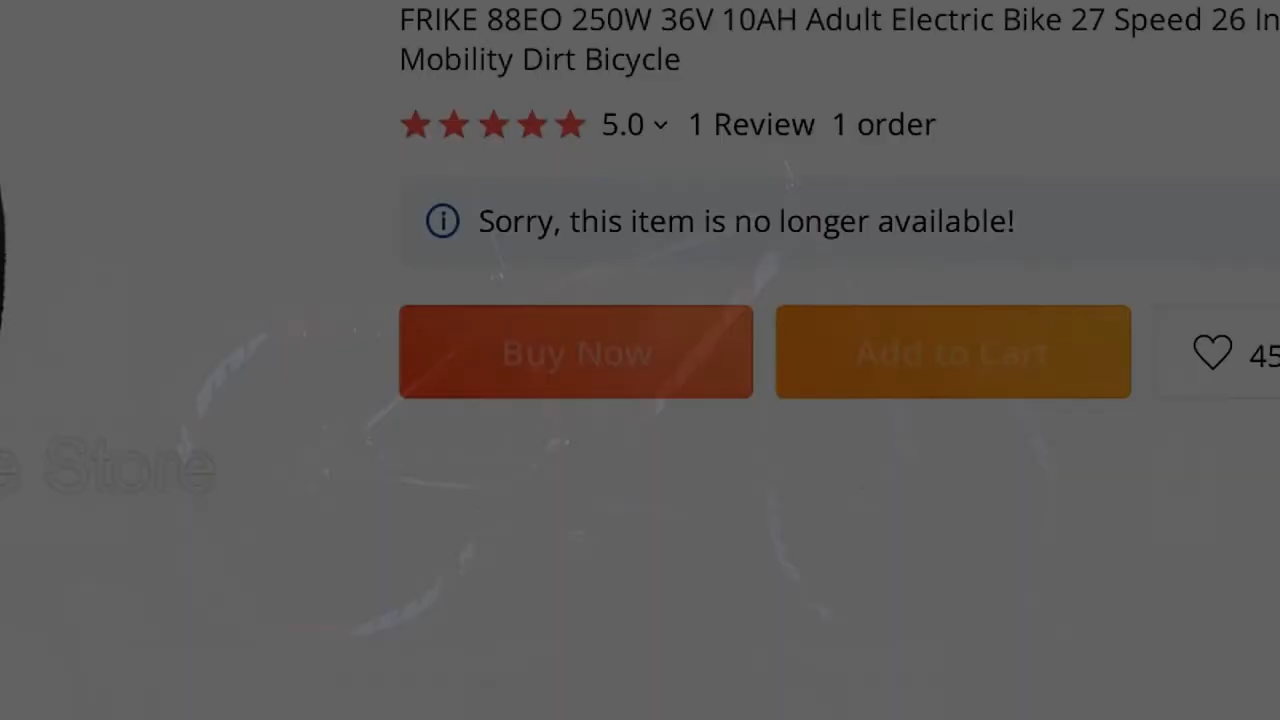 FRIKE 88EO 250W 36V 10AH Adult Electric Bike 27 Speed 26 In
Mobility Dirt Bicycle
5.0 1 Review 1 order
Sorry, this item is no longer available!
Buy Now Add to Cart 45
e Store